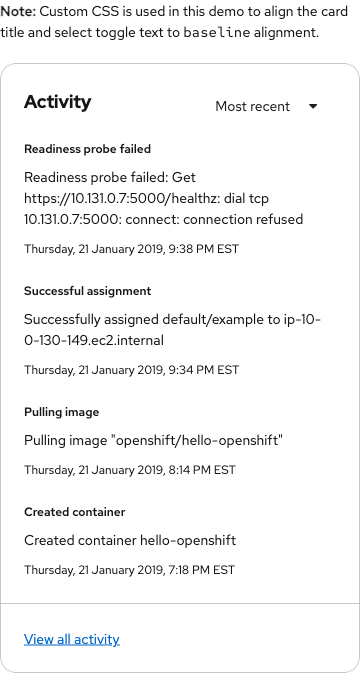 Note: Custom CSS is used in this demo to align the card
title and select toggle text to baseline alignment.
Activity
Most recent
Readiness probe failed
Readiness probe failed: Get
https://10.131.0.7:5000/healthz: dial tcp
10.131.0.7:5000: connect: connection refused
Thursday, 21 January 2019, 9:38 PM EST
Successful assignment
Successfully assigned default/example to ip-10-
0-130-149.ec2.internal
Thursday, 21 January 2019, 9:34 PM EST
Pulling image
Pulling image "openshift/hello-openshift"
Thursday, 21 January 2019, 8:14 PM EST
Created container
Created container hello-openshift
Thursday, 21 January 2019, 7:18 PM EST
View all activity